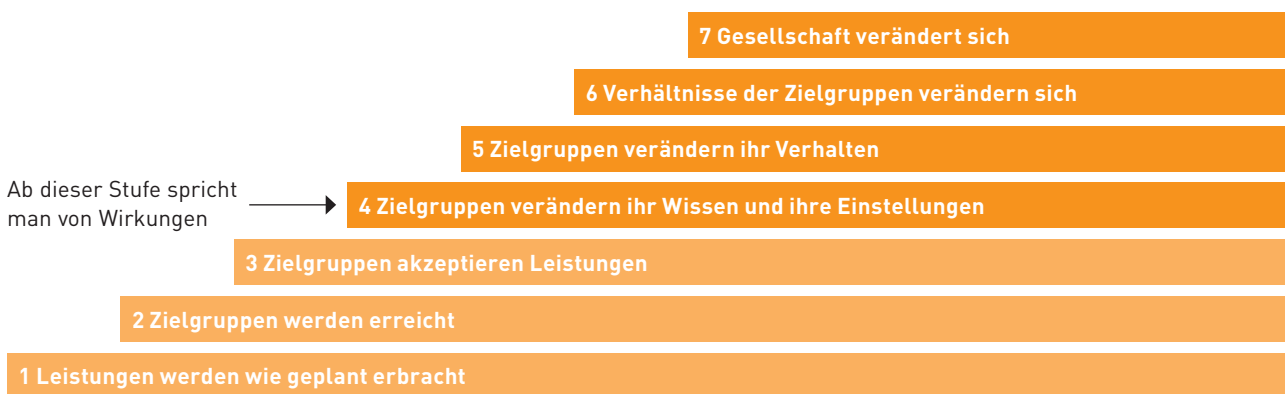 7 Gesellschaft verändert sich
6 Verhältnisse der Zielgruppen verändern sich
5 Zielgruppen verändern ihr Verhalten
Ab dieser Stufe spricht
man von Wirkungen
4 Zielgruppen verändern ihr Wissen und ihre Einstellungen
3 Zielgruppen akzeptieren Leistungen
2 Zielgruppen werden erreicht
1 Leistungen werden wie geplant erbracht